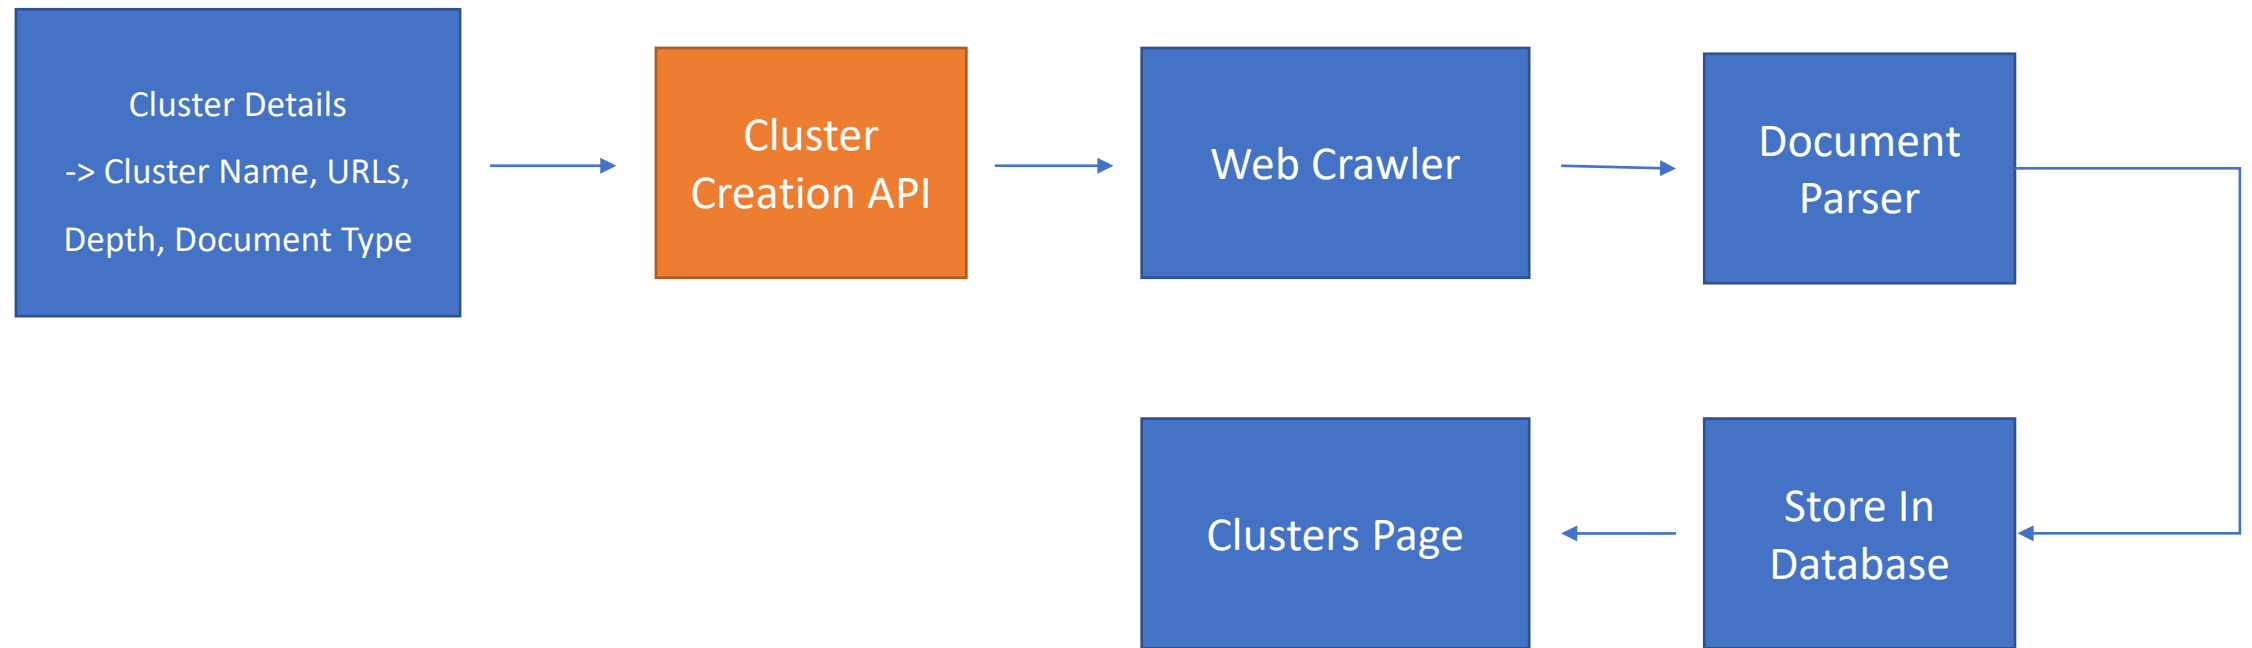 Cluster Details
-> Cluster Name, URLs,
Depth, Document Type
Cluster
Creation API
Web Crawler
Document
Parser
Store In
Database
Clusters Page